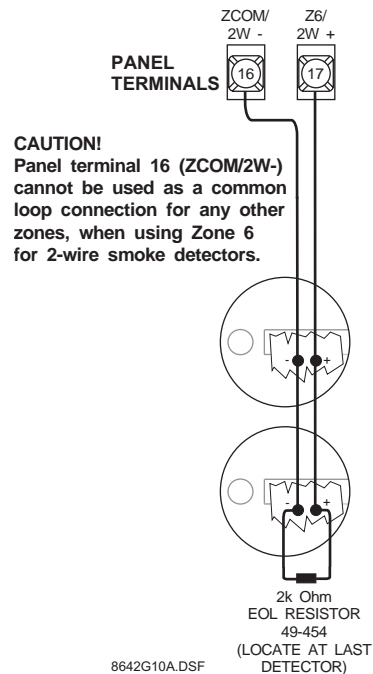 ZCOM/ Z6/
2W - 2W +
PANEL
TERMINALS
16 17
CAUTION!
Panel terminal 16 (ZCOM/2W-)
cannot be used as a common
loop connection for any other
zones, when using Zone 6
for 2-wire smoke detectors.
- +
- +
2k Ohm
EOL RESISTOR
49-454
(LOCATE AT LAST
DETECTOR)
8642G10A.DSF